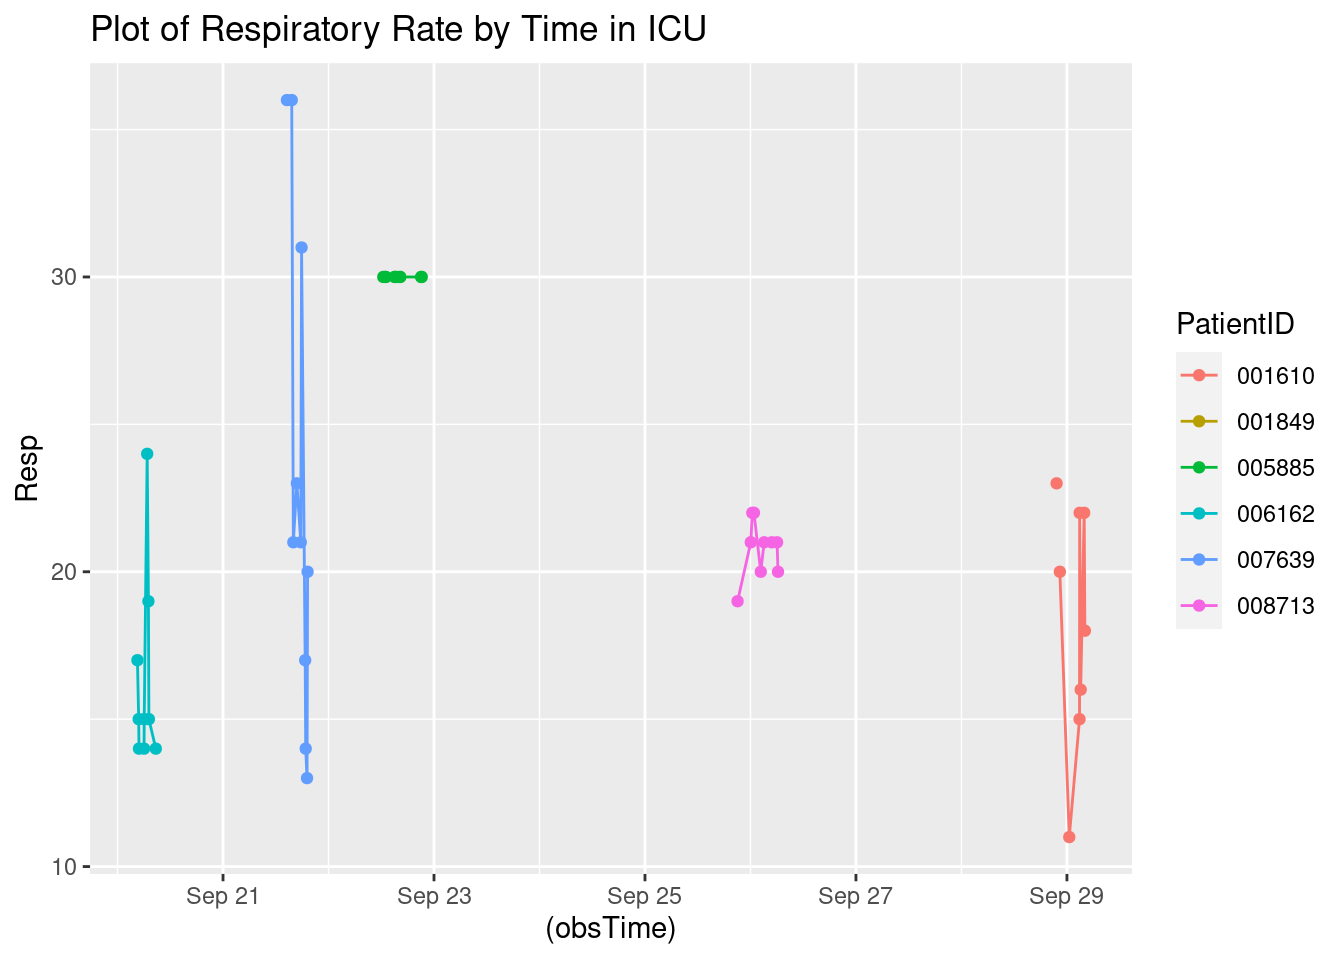 Plot of Respiratory Rate by Time in ICU
Resp
30
20
10
Sep 21 Sep 23 Sep 25 Sep 27 Sep 29
(obsTime)
PatientID
001610
001849
005885
006162
007639
008713